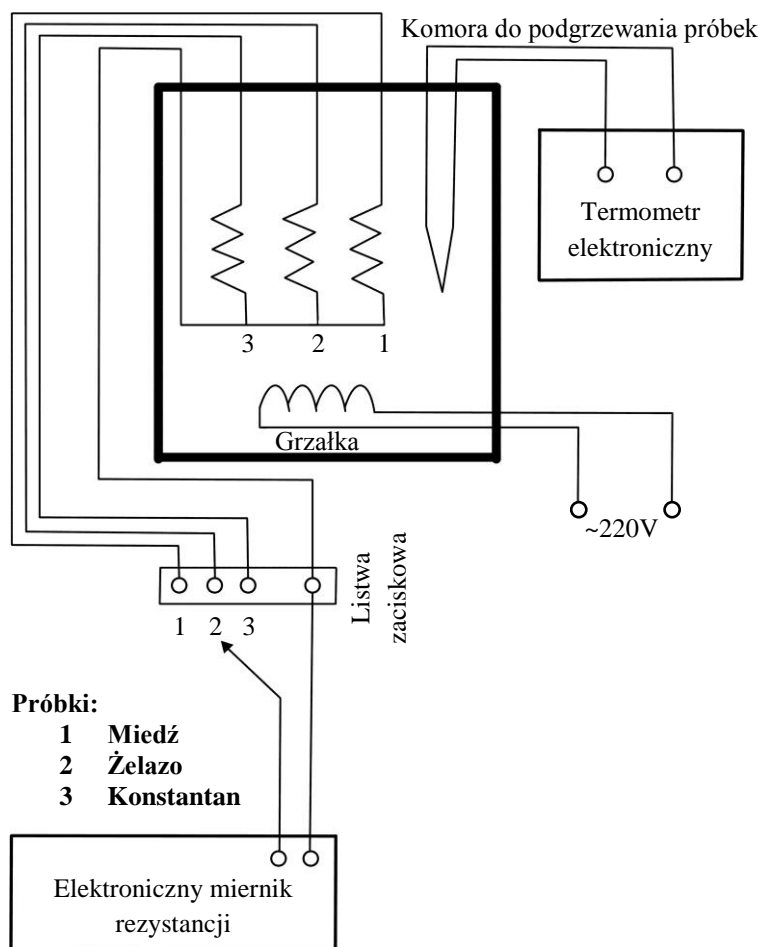 Komora do podgrzewania próbek
Termometr
elektroniczny
3 2 1
Grzałka
~220V
Listwa
zaciskowa
1 2 3
Próbki:
1 Miedź
2 Żelazo
3 Konstantan
Elektroniczny miernik
rezystancji